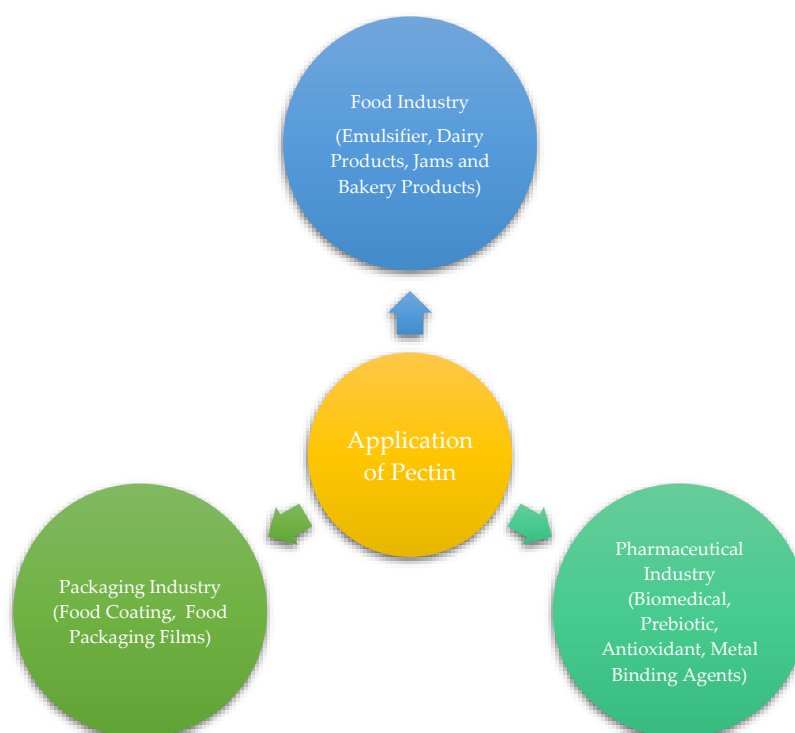 Food Industry
(Emulsifier, Dairy
Products, Jams and
Bakery Products)
Application
of Pectin
Packaging Industry
(Food Coating,  Food
Packaging Films)
Pharmaceutical
Industry
(Biomedical,
Prebiotic,
Antioxidant, Metal
Binding Agents)